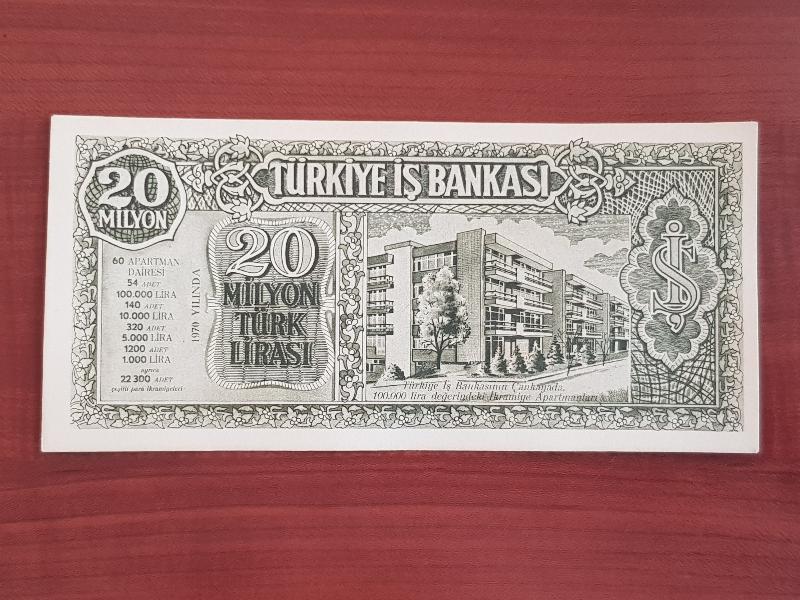 TÜRKİYE İŞ BANKASI
20
MİLYON
60 APARTMAN
DAİRESİ
54 ADET
100.000 LİRA
140 ADET
10.000 LİRA
320 ADET
5.000 LİRA
1200 ADET
1.000 LİRA
ayrıca
22 300 ADET
çeşitli para ikramiyeleri
1970 YILINDA
20
MİLYON
TÜRK
LİRASI
Türkiye İş Bankasının Çankayada,
100.000 lira değerindeki İkramiye Apartmanları
İŞ